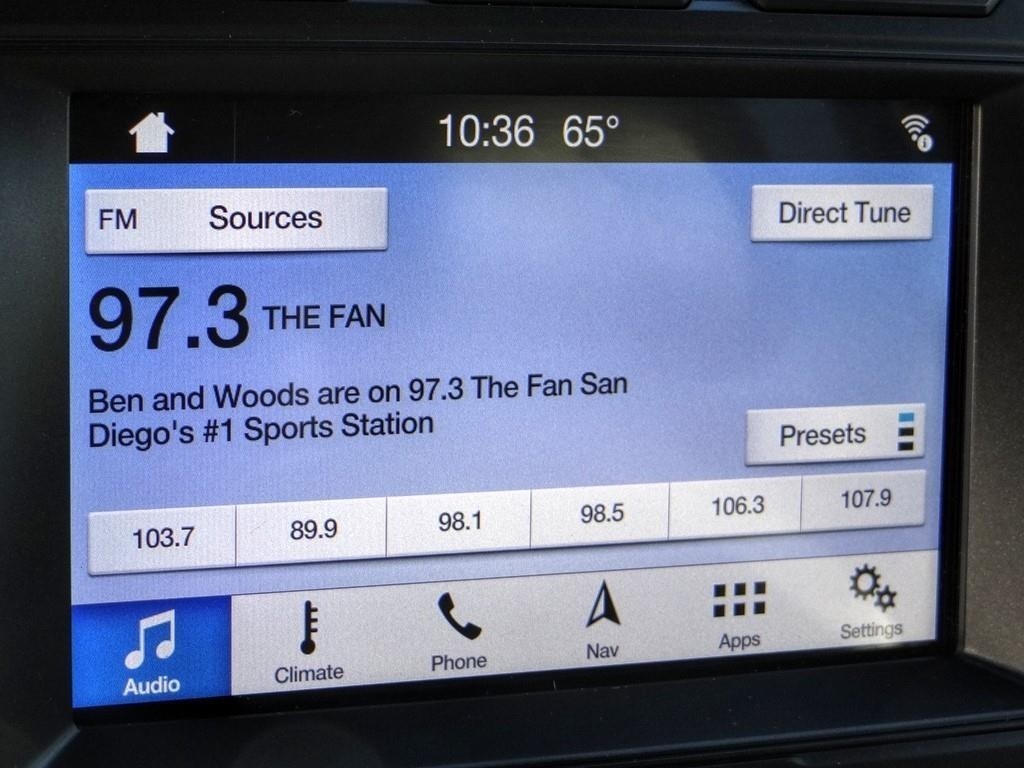 10:36 65°
FM Sources
Direct Tune
97.3 THE FAN
Ben and Woods are on 97.3 The Fan San
Diego's #1 Sports Station
Presets
103.7 89.9 98.1 98.5 106.3 107.9
Audio Climate Phone Nav Apps Settings